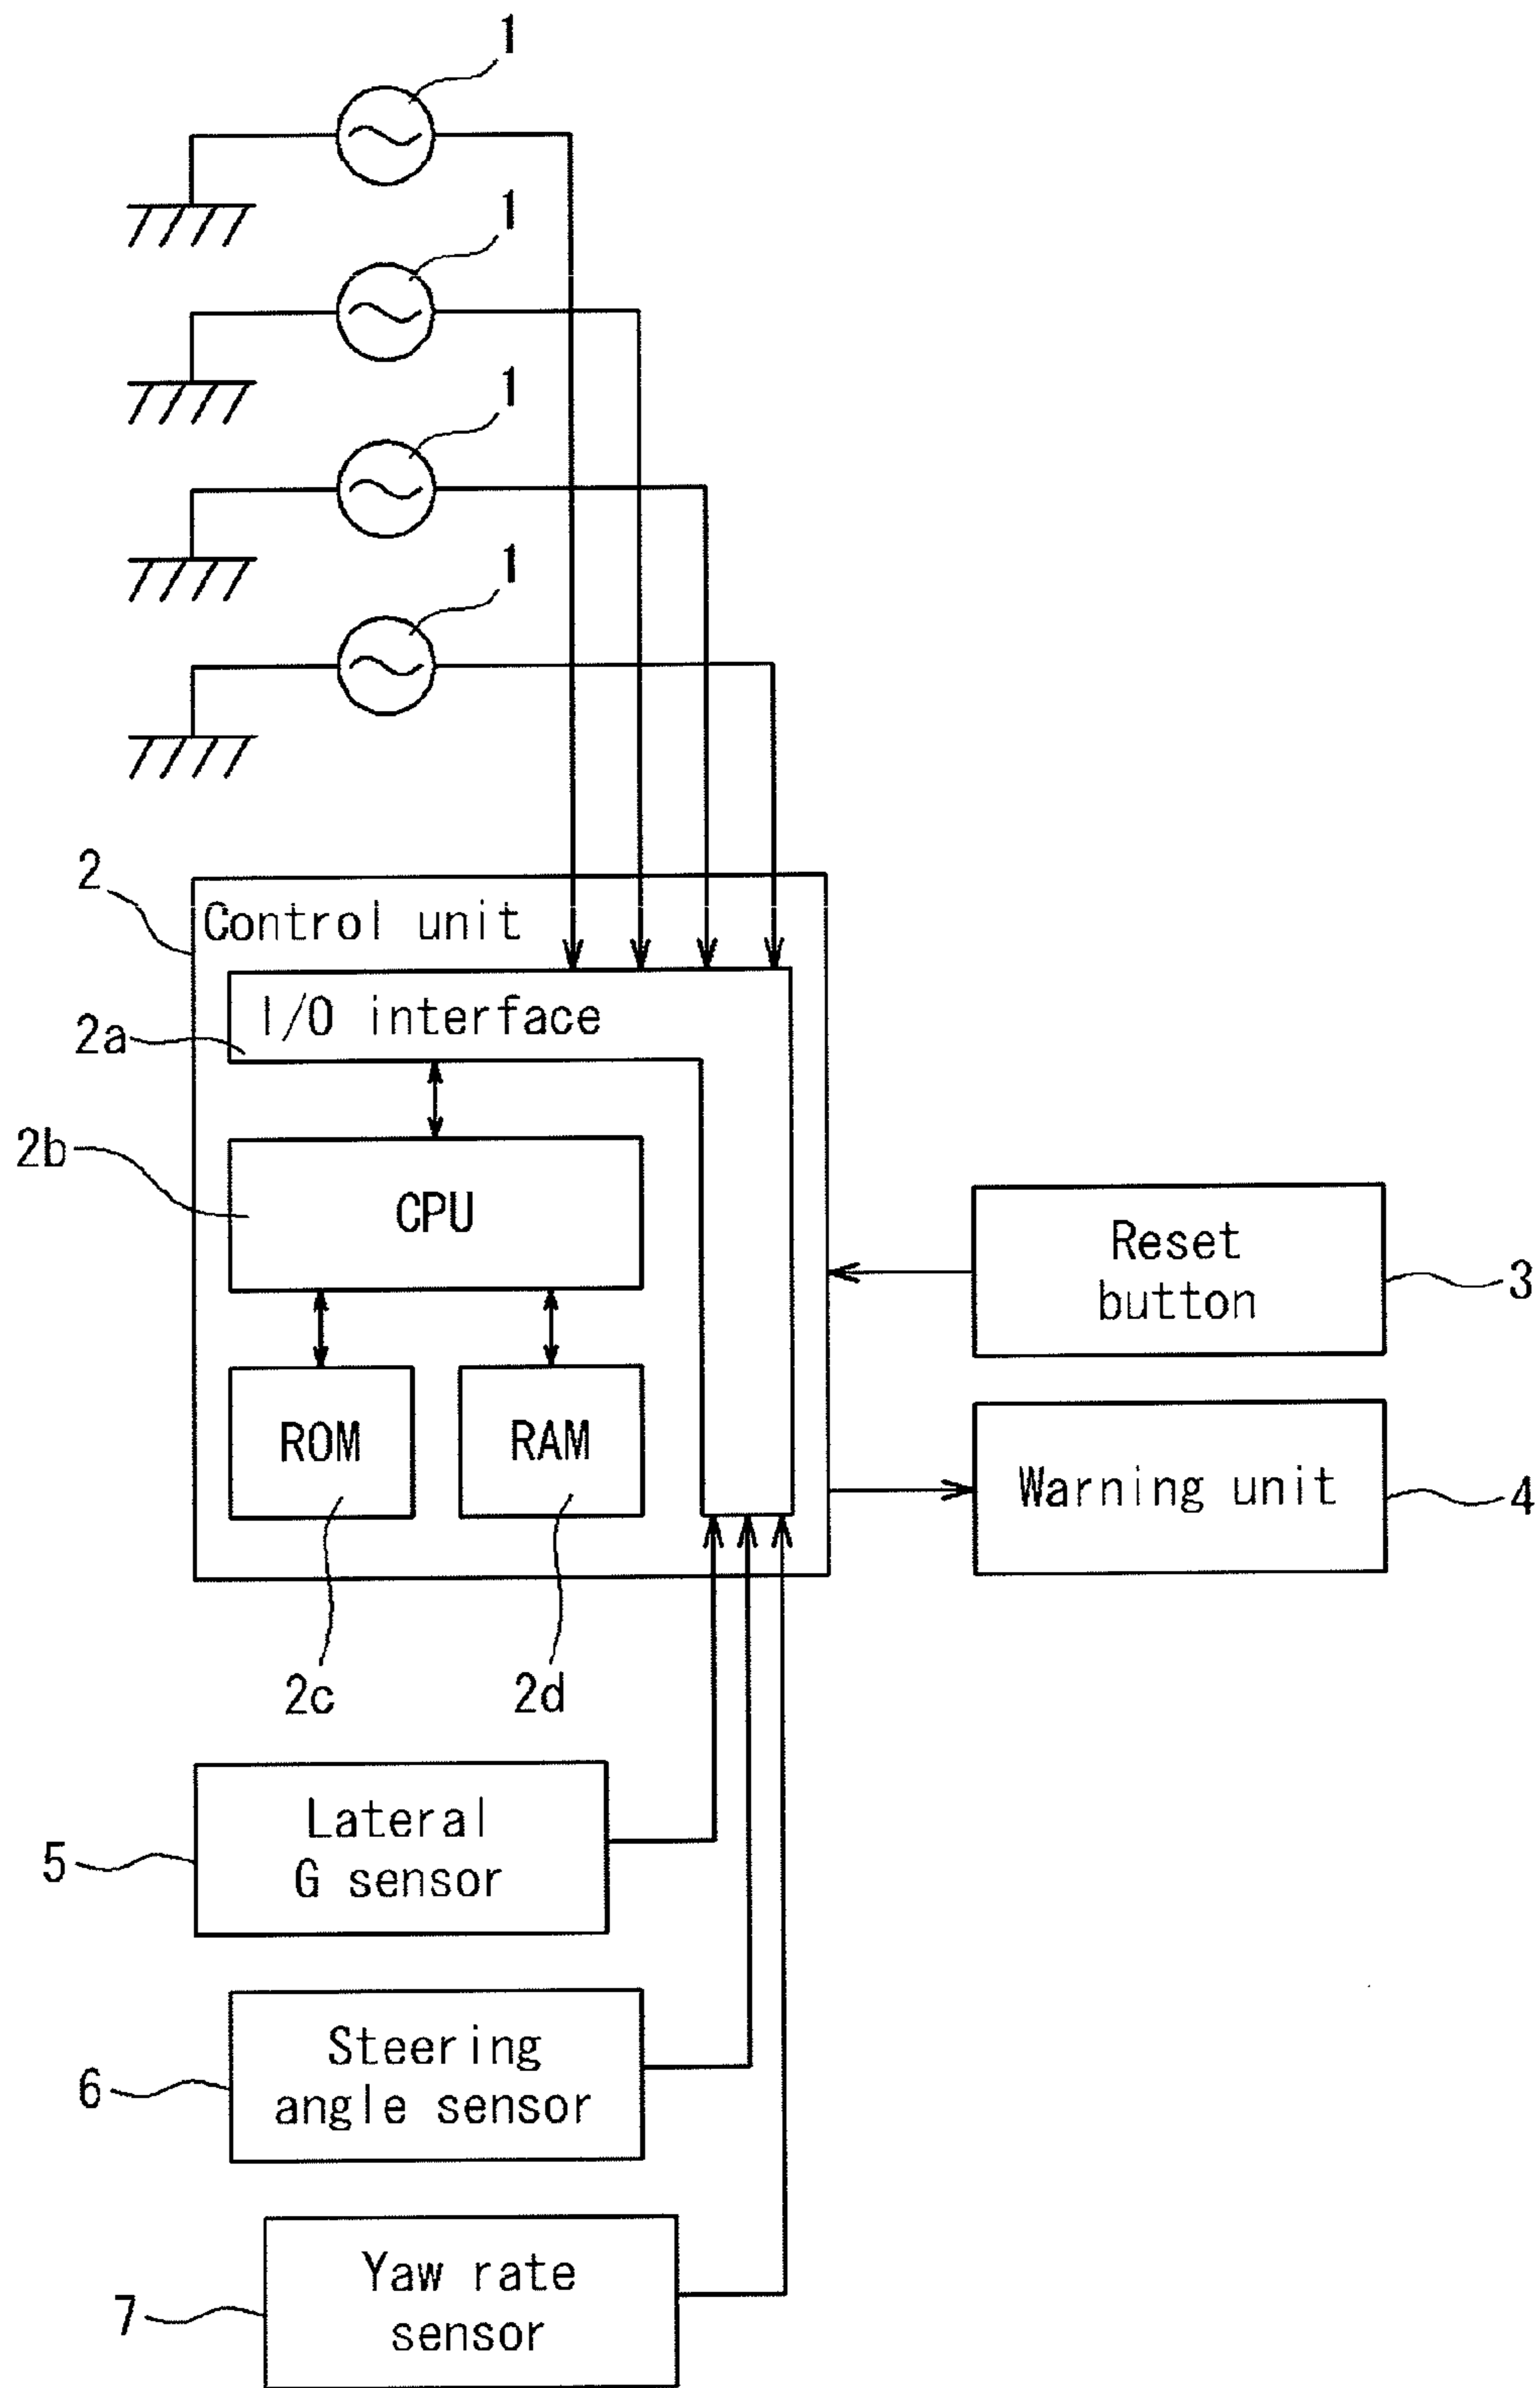 1
1
1
1
2
Control unit
I/O interface
2a
2b
CPU
Reset
button
3
ROM
RAM
Warning unit
4
2c
2d
Lateral
G sensor
5
Steering
angle sensor
6
Yaw rate
sensor
7